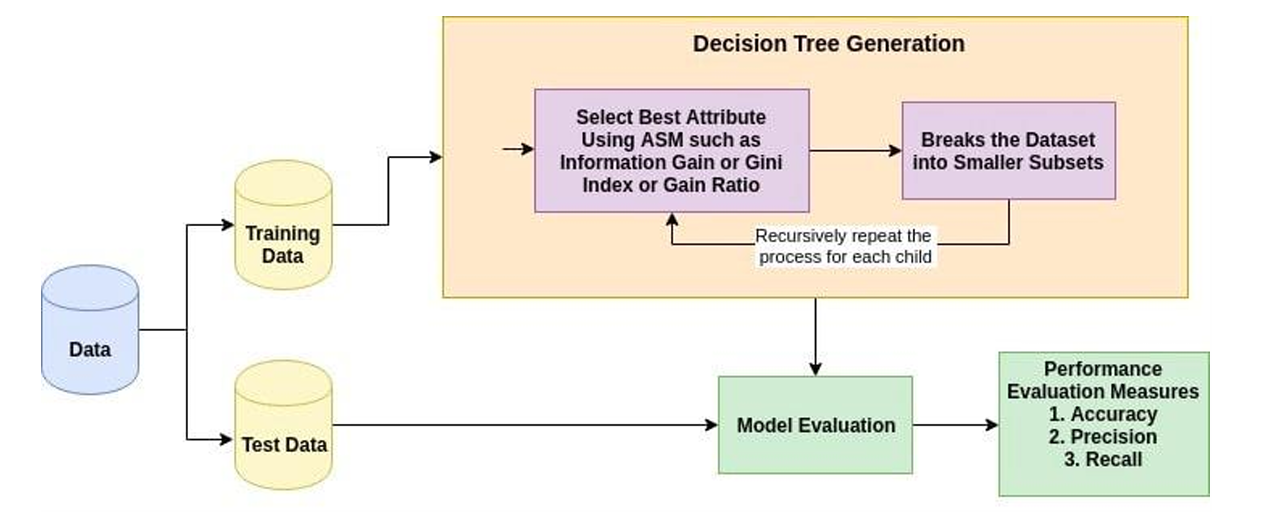 Decision Tree Generation
Select Best Attribute
Using ASM such as
Information Gain or Gini
Index or Gain Ratio
Breaks the Dataset
into Smaller Subsets
Recursively repeat the
process for each child
Training
Data
Data
Test Data
Model Evaluation
Performance
Evaluation Measures
1. Accuracy
2. Precision
3. Recall